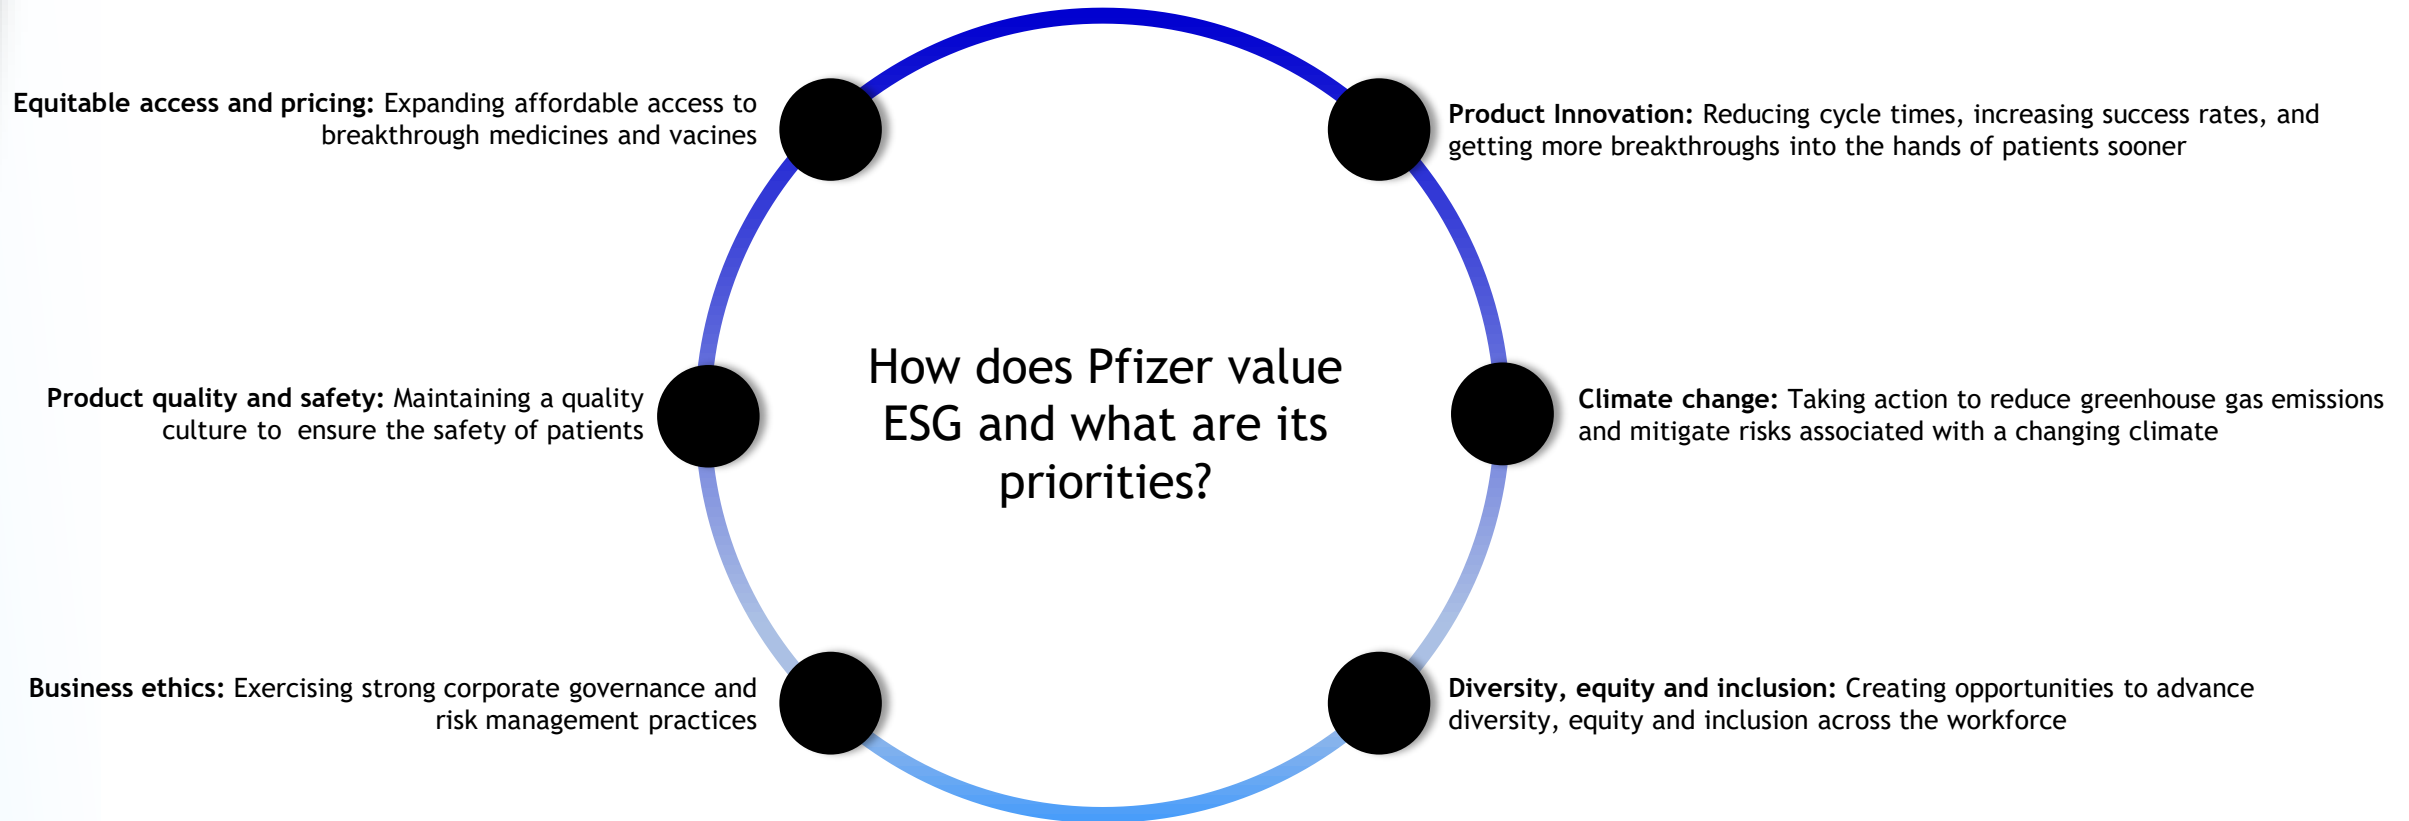 Equitable access and pricing: Expanding affordable access to
breakthrough medicines and vacines
Product Innovation: Reducing cycle times, increasing success rates, and
getting more breakthroughs into the hands of patients sooner
How does Pfizer value
ESG and what are its
priorities?
Product quality and safety: Maintaining a quality
culture to  ensure the safety of patients
Climate change: Taking action to reduce greenhouse gas emissions
and mitigate risks associated with a changing climate
Business ethics: Exercising strong corporate governance and
risk management practices
Diversity, equity and inclusion: Creating opportunities to advance
diversity, equity and inclusion across the workforce